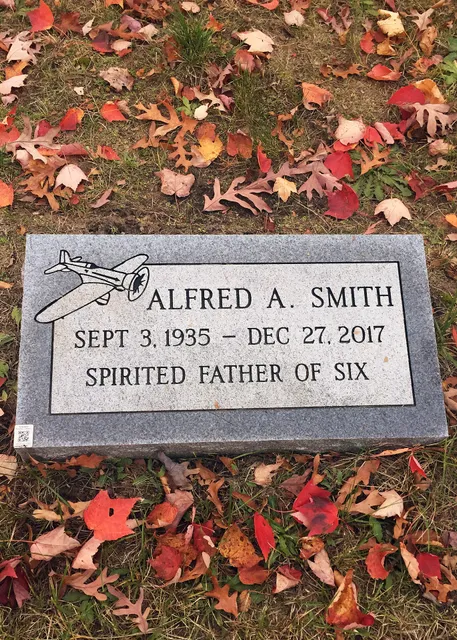 ALFRED A. SMITH
SEPT 3, 1935 – DEC 27, 2017
SPIRITED FATHER OF SIX